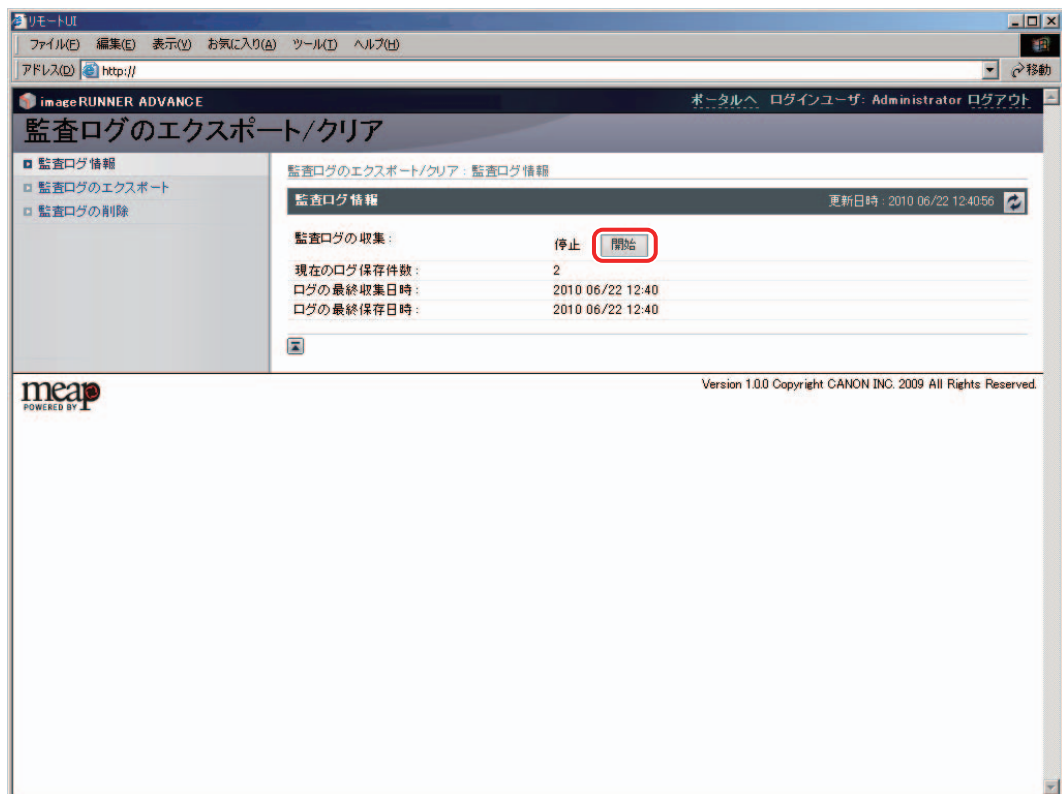 リモートUI
ファイル(F) 編集(E) 表示(V) お気に入り(A) ツール(T) ヘルプ(H)
アドレス(D) http:// 移動
imageRUNNER ADVANCE ポータルへ ログインユーザ: Administrator ログアウト
監査ログのエクスポート/クリア
監査ログ情報
監査ログのエクスポート
監査ログの削除
監査ログのエクスポート/クリア : 監査ログ情報
監査ログ情報 更新日時 : 2010 06/22 12:40:56
監査ログの収集 : 停止 開始
現在のログ保存件数 : 2
ログの最終収集日時 : 2010 06/22 12:40
ログの最終保存日時 : 2010 06/22 12:40
meap
POWERED BY
Version 1.0.0 Copyright CANON INC. 2009 All Rights Reserved.